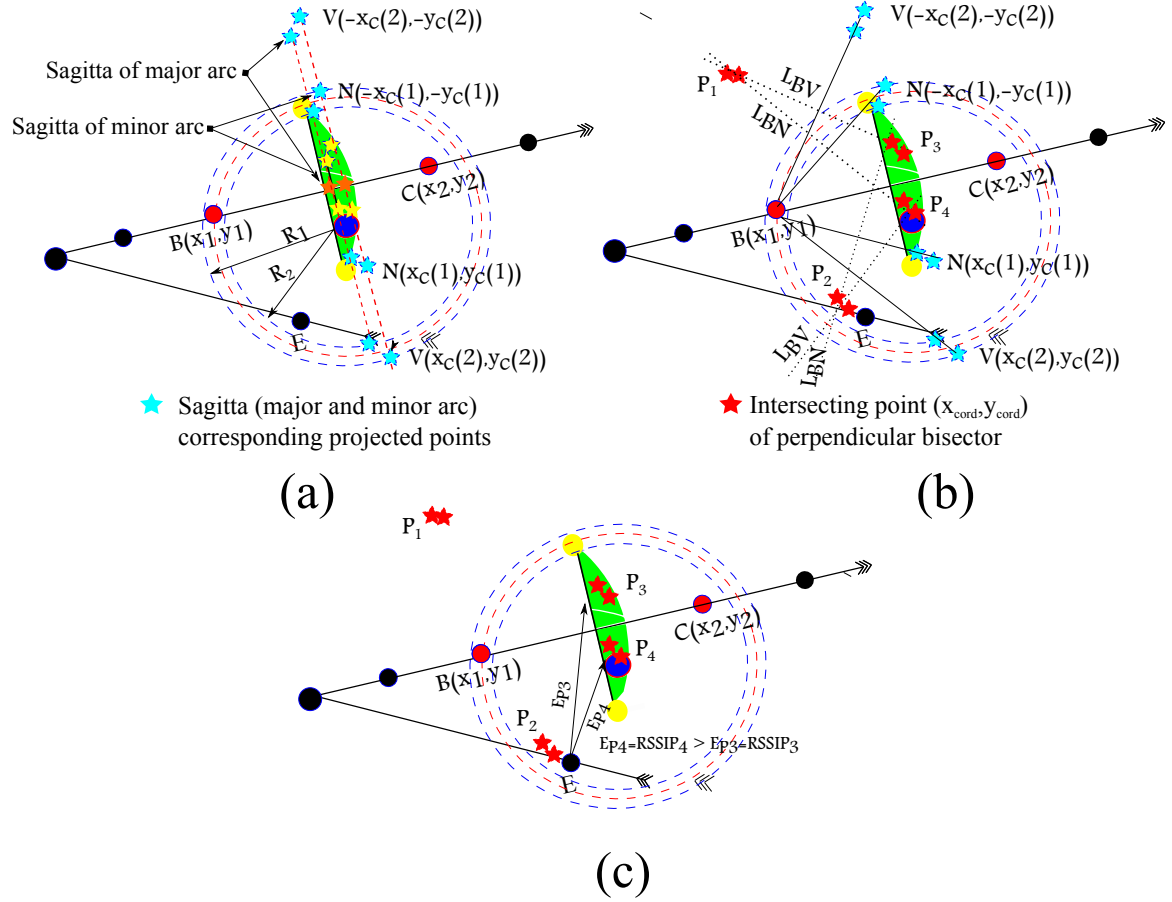 V(-xC(2),-yC(2))
Sagitta of major arc
N(-xC(1),-yC(1))
Sagitta of minor arc
C(x2,y2)
B(x1,y1)
R1
R2
N(xC(1),yC(1))
E
V(xC(2),yC(2))
Sagitta (major and minor arc)
corresponding projected points
(a)
V(-xC(2),-yC(2))
P1
LBV
LBN
N(-xC(1),-yC(1))
P3
C(x2,y2)
B(x1,y1)
P4
N(xC(1),yC(1))
P2
E
LBV
LBN
V(xC(2),yC(2))
Intersecting point (xcord,ycord)
of perpendicular bisector
(b)
P1
P3
C(x2,y2)
B(x1,y1)
P4
EP3
EP4
P2
EP4=RSSIP4 > EP3=RSSIP3
E
(c)